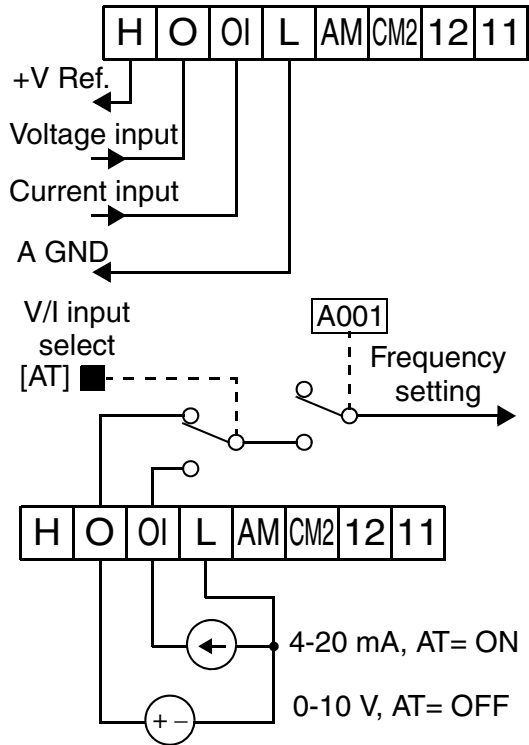 H O OI L AM CM2 12 11
+V Ref.
Voltage input
Current input
A GND
V/I input
select
[AT]
A001
Frequency
setting
H O OI L AM CM2 12 11
4-20 mA, AT= ON
+ –
0-10 V, AT= OFF